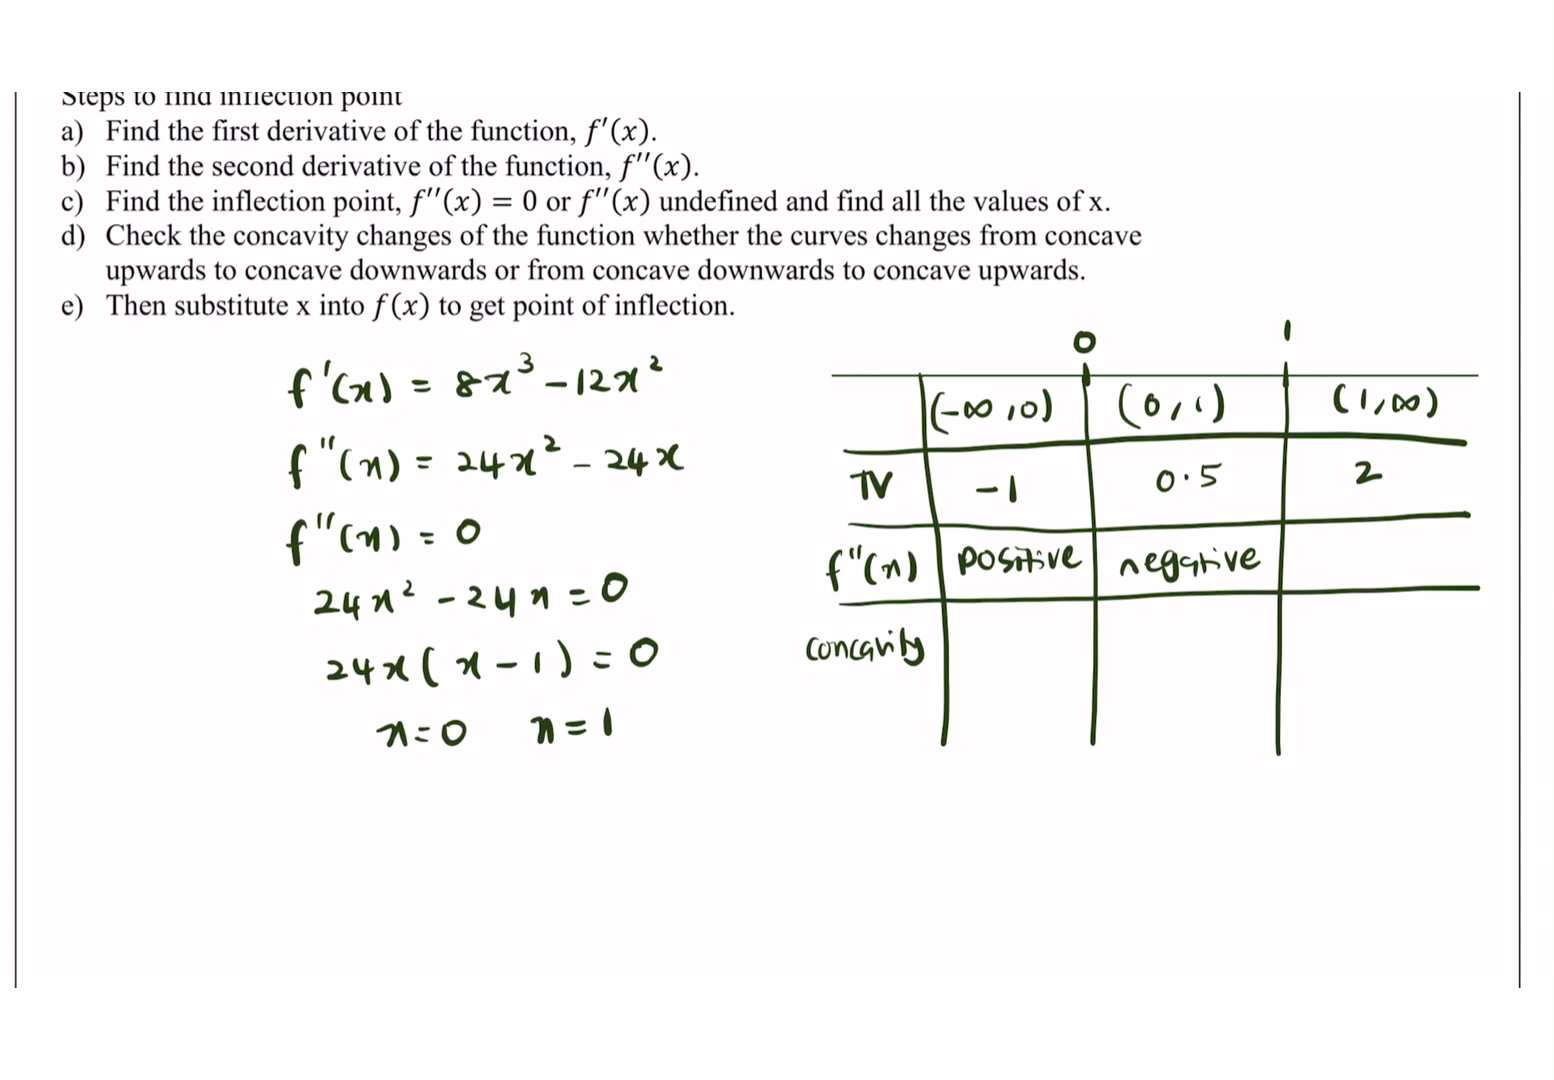 Steps to find inflection point
a) Find the first derivative of the function, f′(x).
b) Find the second derivative of the function, f′′(x).
c) Find the inflection point, f′′(x) = 0 or f′′(x) undefined and find all the values of x.
d) Check the concavity changes of the function whether the curves changes from concave
upwards to concave downwards or from concave downwards to concave upwards.
e) Then substitute x into f(x) to get point of inflection.
f'(x) = 8x³ - 12x²
f"(x) = 24x² - 24x
f"(x) = 0
24x² - 24x = 0
24x(x - 1) = 0
x = 0 x = 1
0 1
(-∞,0) (0,1) (1,∞)
TV -1 0.5 2
f"(x) positive negative
concavity